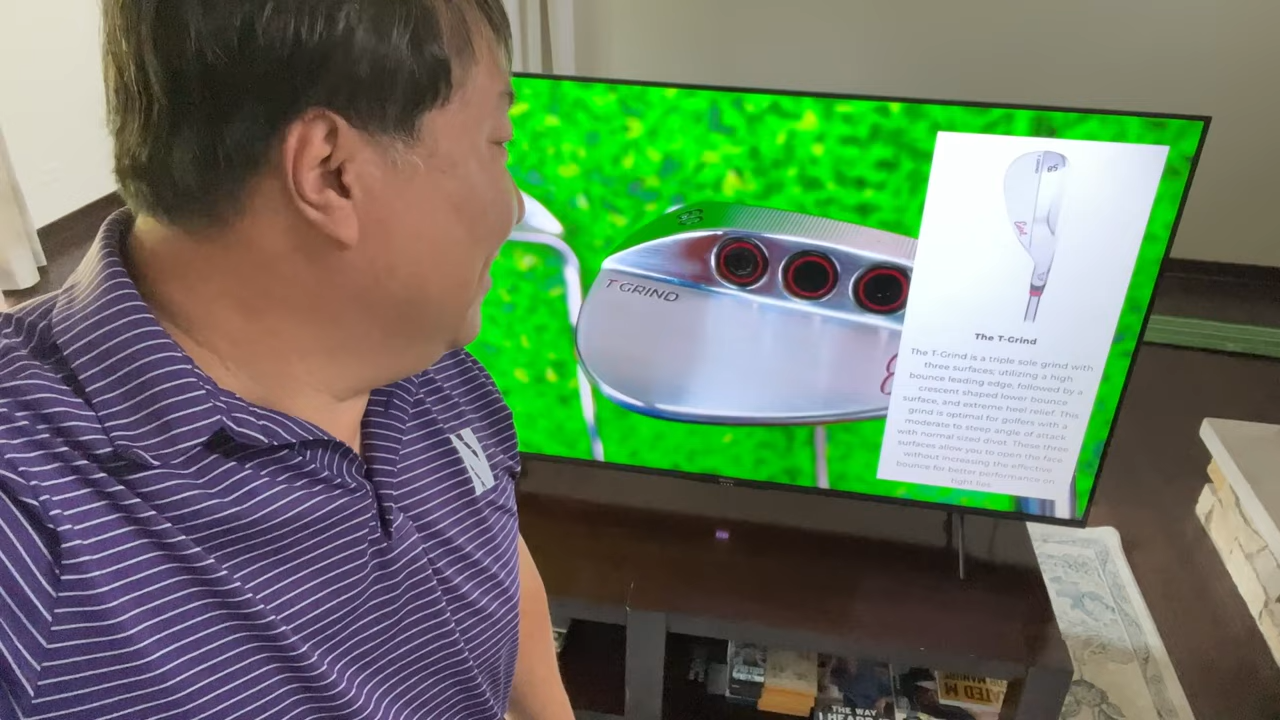 T GRIND
58
The T-Grind
The T-Grind is a triple sole grind with
three surfaces; utilizing a high
bounce leading edge, followed by a
crescent shaped lower bounce
surface, and extreme heel relief. This
grind is optimal for golfers with a
moderate to steep angle of attack
with normal sized divot. These three
surfaces allow you to open the face
without increasing the effective
bounce for better performance on
tight lies.
N
THE WAY
I HEARD